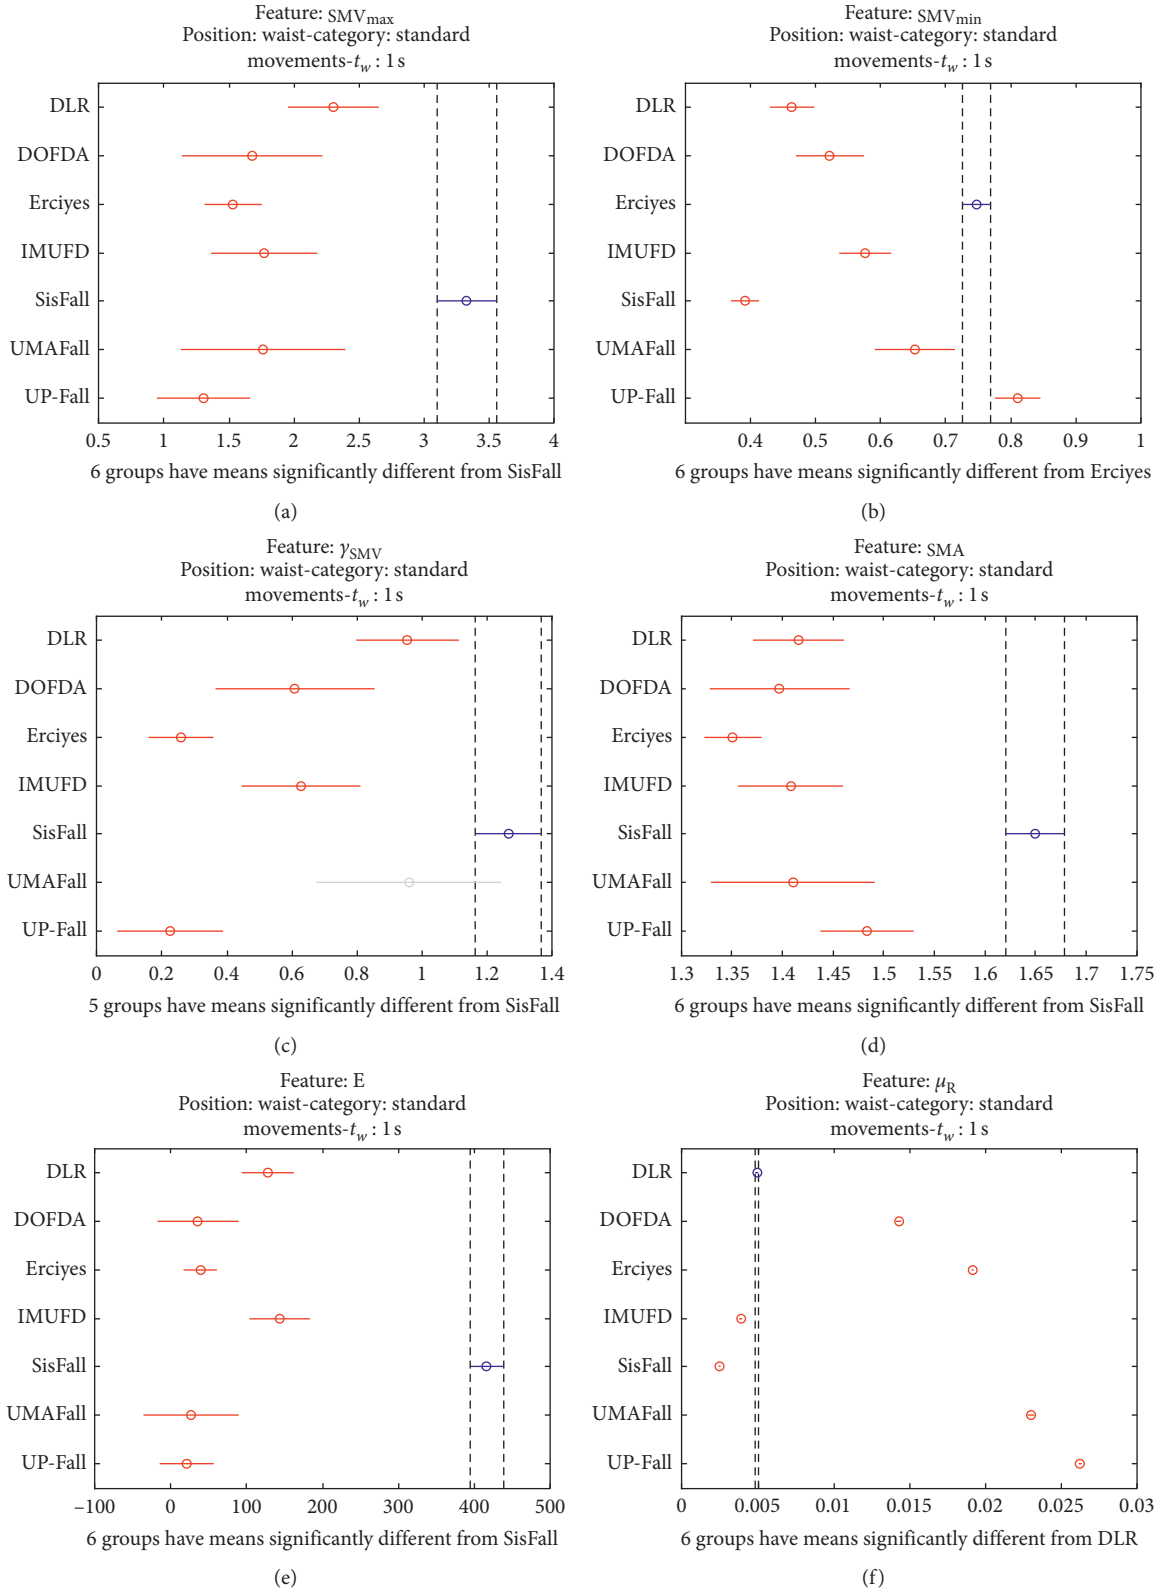 Feature: SMVmax
Position: waist-category: standard
movements-tw : 1 s
DLR
DOFDA
Erciyes
IMUFD
SisFall
UMAFall
UP-Fall
0.5 1 1.5 2 2.5 3 3.5 4
6 groups have means significantly different from SisFall
(a)
Feature: SMVmin
Position: waist-category: standard
movements-tw : 1 s
DLR
DOFDA
Erciyes
IMUFD
SisFall
UMAFall
UP-Fall
0.4 0.5 0.6 0.7 0.8 0.9 1
6 groups have means significantly different from Erciyes
(b)
Feature: γSMV
Position: waist-category: standard
movements-tw : 1 s
DLR
DOFDA
Erciyes
IMUFD
SisFall
UMAFall
UP-Fall
0 0.2 0.4 0.6 0.8 1 1.2 1.4
5 groups have means significantly different from SisFall
(c)
Feature: SMA
Position: waist-category: standard
movements-tw : 1 s
DLR
DOFDA
Erciyes
IMUFD
SisFall
UMAFall
UP-Fall
1.3 1.35 1.4 1.45 1.5 1.55 1.6 1.65 1.7 1.75
6 groups have means significantly different from SisFall
(d)
Feature: E
Position: waist-category: standard
movements-tw : 1 s
DLR
DOFDA
Erciyes
IMUFD
SisFall
UMAFall
UP-Fall
–100 0 100 200 300 400 500
6 groups have means significantly different from SisFall
(e)
Feature: μR
Position: waist-category: standard
movements-tw : 1 s
DLR
DOFDA
Erciyes
IMUFD
SisFall
UMAFall
UP-Fall
0 0.005 0.01 0.015 0.02 0.025 0.03
6 groups have means significantly different from DLR
(f)